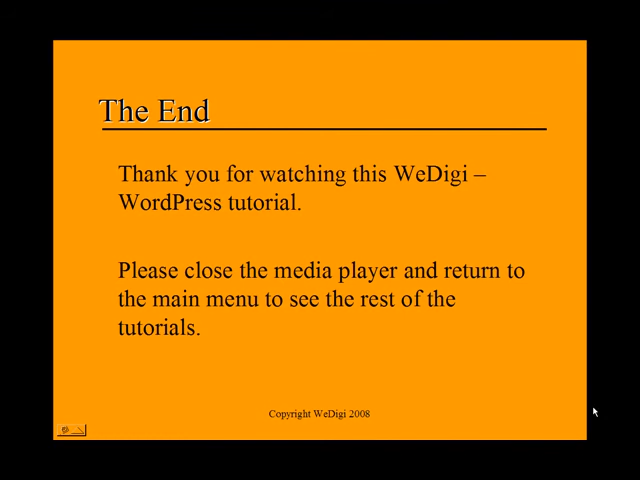 The End
Thank you for watching this WeDigi –
WordPress tutorial.
Please close the media player and return to
the main menu to see the rest of the
tutorials.
Copyright WeDigi 2008